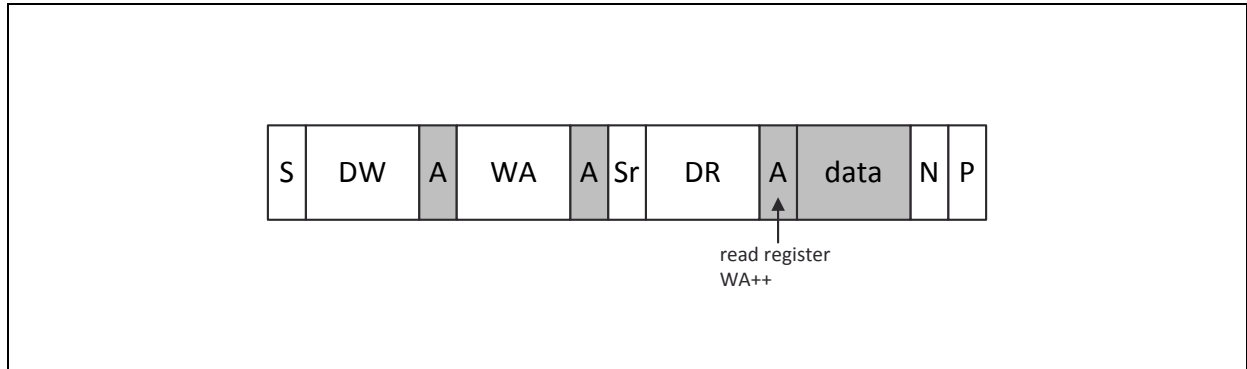 S DW A WA A Sr DR A data N P
read register
WA++